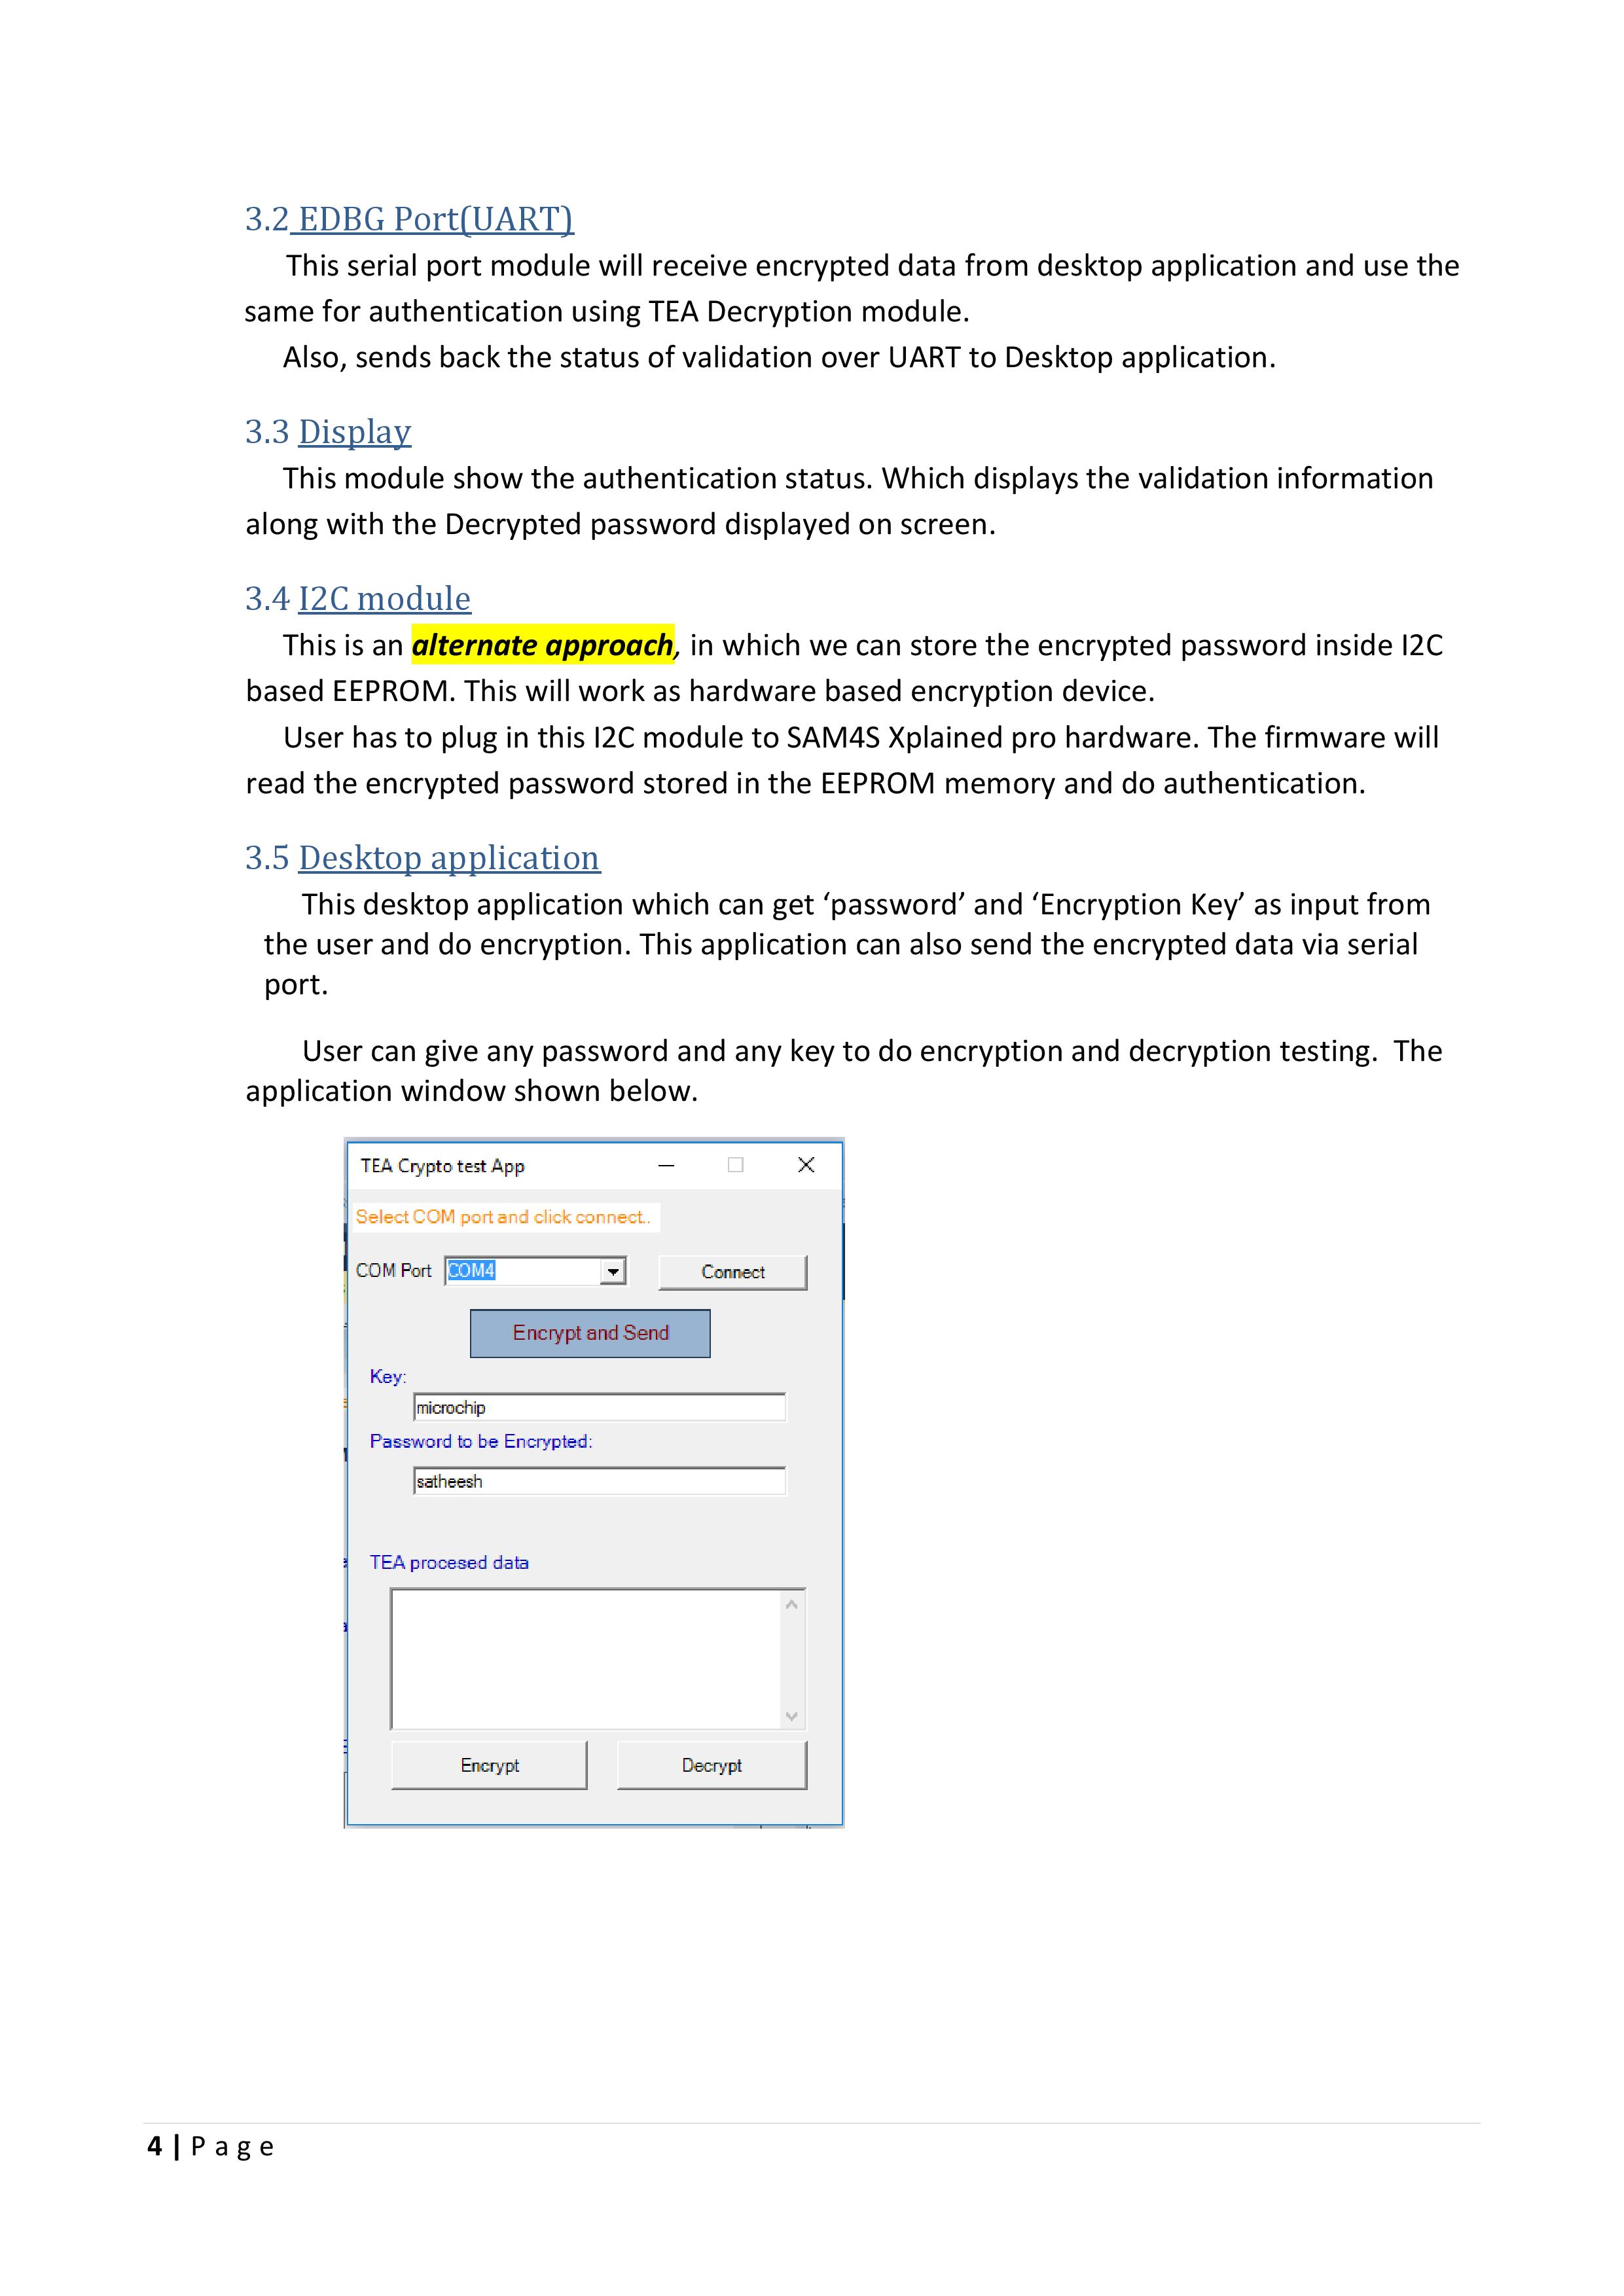 3.2 EDBG Port(UART)
This serial port module will receive encrypted data from desktop application and use the
same for authentication using TEA Decryption module.
Also, sends back the status of validation over UART to Desktop application.
3.3 Display
This module show the authentication status. Which displays the validation information
along with the Decrypted password displayed on screen.
3.4 I2C module
This is an alternate approach, in which we can store the encrypted password inside I2C
based EEPROM. This will work as hardware based encryption device.
User has to plug in this I2C module to SAM4S Xplained pro hardware. The firmware will
read the encrypted password stored in the EEPROM memory and do authentication.
3.5 Desktop application
This desktop application which can get ‘password’ and ‘Encryption Key’ as input from
the user and do encryption. This application can also send the encrypted data via serial
port.
User can give any password and any key to do encryption and decryption testing.  The
application window shown below.
TEA Crypto test App
Select COM port and click connect..
COM Port COM4 Connect
Encrypt and Send
Key:
microchip
Password to be Encrypted:
satheesh
TEA procesed data
Encrypt Decrypt
4 | P a g e